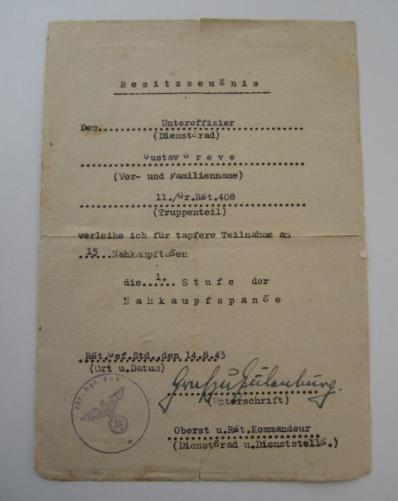 Besitzzeugnis
Dem Unteroffizier
(Dienstgrad)
Gustav Greve
(Vor- und Familienname)
11./Gr.Rgt.408
(Truppenteil)
verleihe ich für tapfere Teilnahme an
15 Nahkampftagen
die 1. Stufe der
Nahkampfspange
Rgt.Gef.Std., den 14.8.43
(Ort u.Datum)
(Unterschrift)
Oberst u.Rgt.Kommandeur
(Dienstgrad u.Dienststellg.)